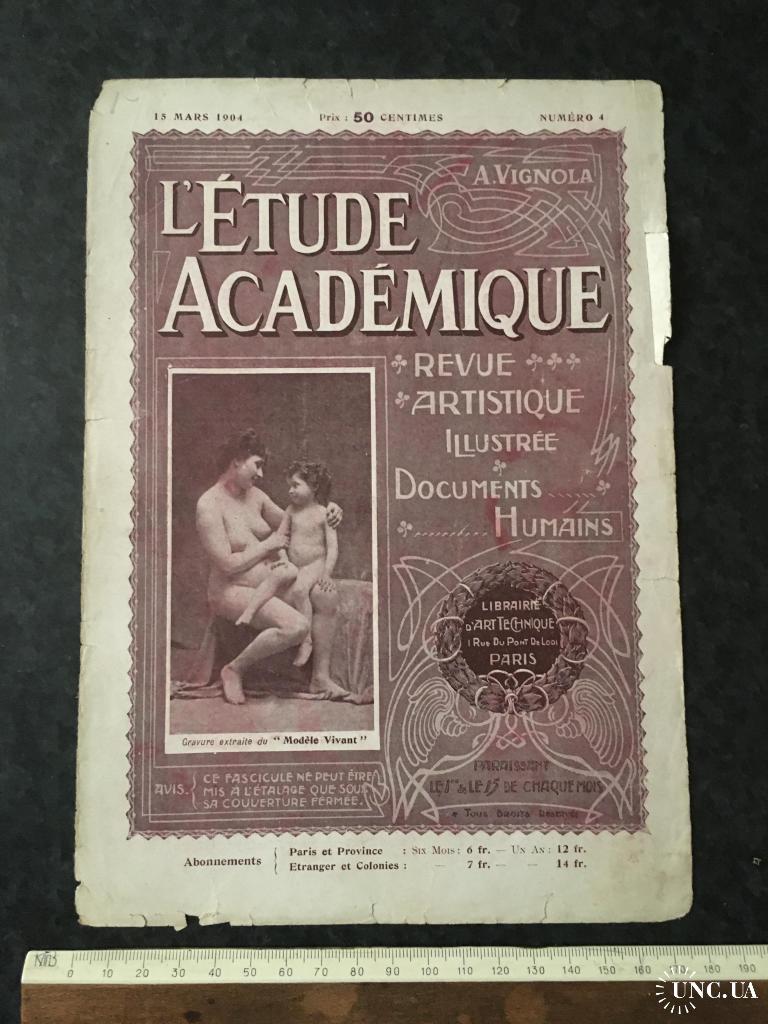 15 MARS 1904 Prix : 50 CENTIMES NUMÉRO 4
A. VIGNOLA
L'ÉTUDE
ACADÉMIQUE
REVUE
ARTISTIQUE
ILLUSTRÉE
DOCUMENTS ......
.......... HUMAINS
LIBRAIRIE
D'ART TECHNIQUE
1 RUE DU PONT DE LODI
PARIS
Gravure extraite du "Modèle Vivant"
AVIS. { CE FASCICULE NE PEUT ÊTRE
MIS À L'ÉTALAGE QUE SOUS
SA COUVERTURE FERMÉE.
PARAISSANT
LE 1er & LE 15 DE CHAQUE MOIS
* TOUS DROITS RÉSERVÉS
Abonnements { Paris et Province : SIX MOIS : 6 fr. — UN AN : 12 fr.
Etranger et Colonies : — 7 fr. — — 14 fr.
0 10 20 30 40 50 60 70 80 90 100 110 120 130 140 150 160 170 180 190
UNC.UA